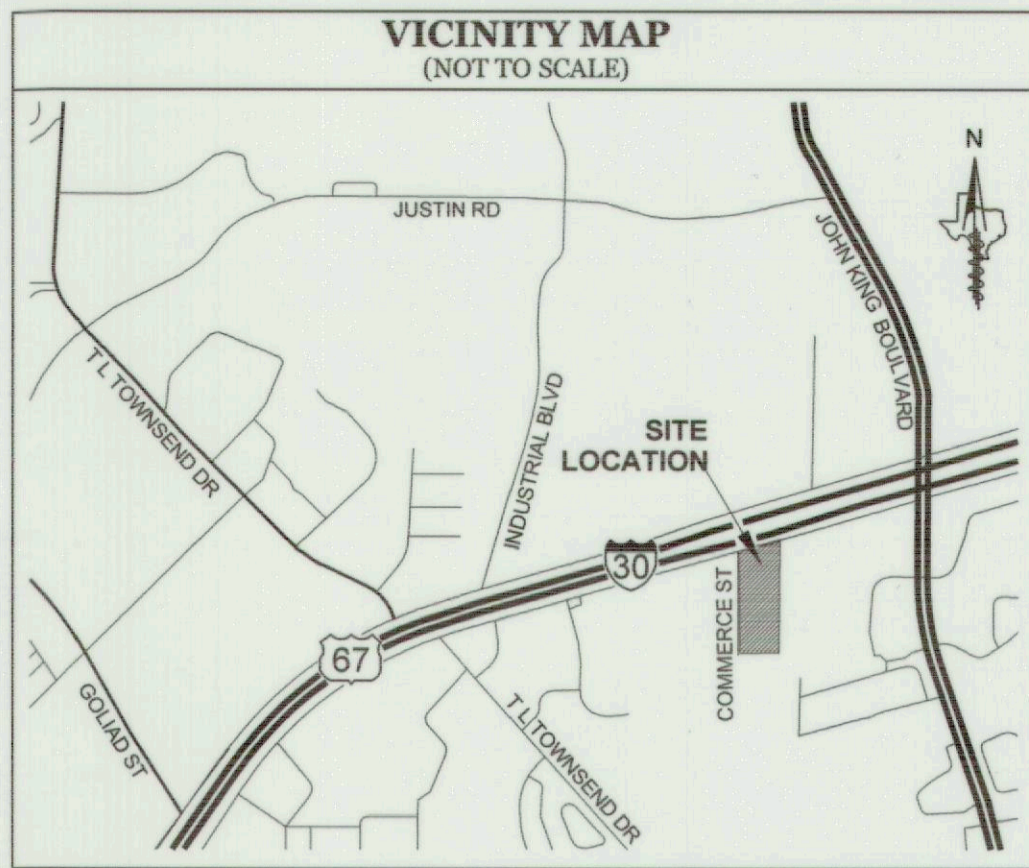 VICINITY MAP
(NOT TO SCALE)
N
JUSTIN RD
JOHN KING BOULVARD
T L TOWNSEND DR
INDUSTRIAL BLVD
SITE
LOCATION
30
COMMERCE ST
67
GOLIAD ST
T L TOWNSEND DR